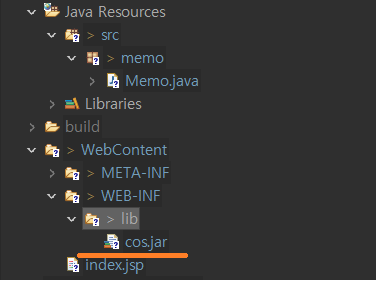 Java Resources
> src
> memo
> Memo.java
> Libraries
> build
> WebContent
> META-INF
> WEB-INF
> lib
cos.jar
index.jsp